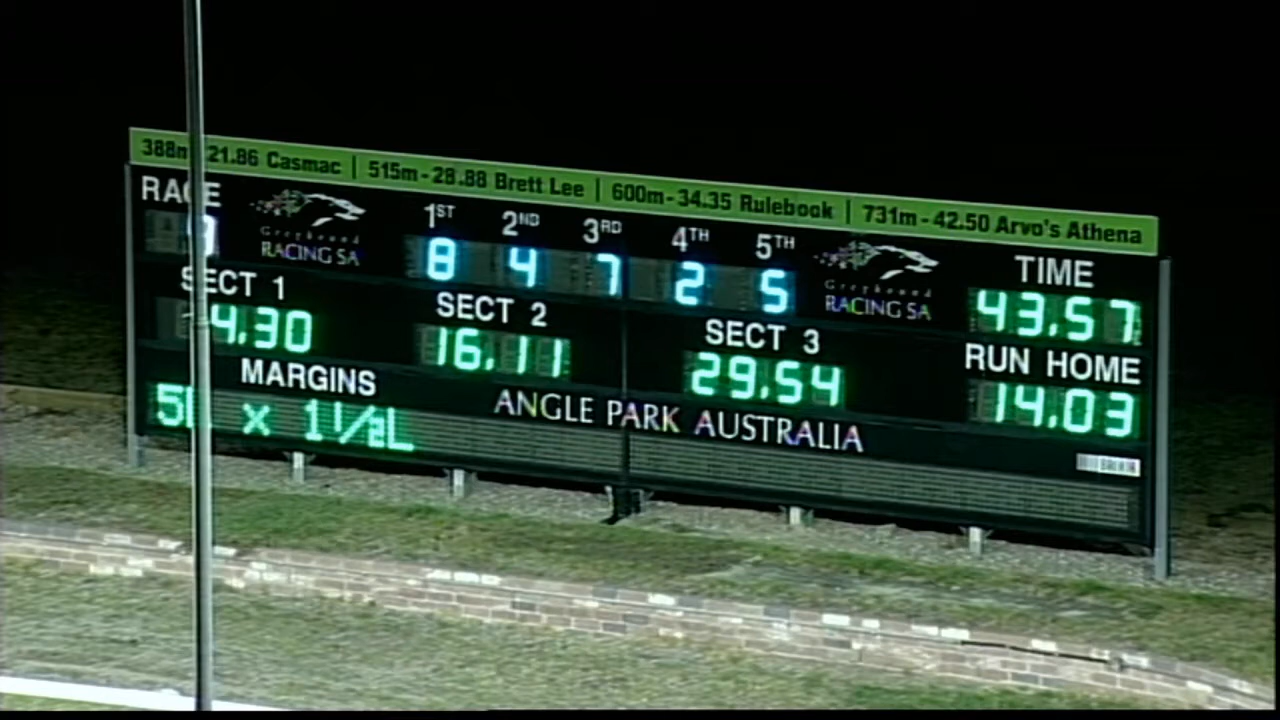 388m 21.86 Casmac | 515m - 28.88 Brett Lee | 600m - 34.35 Rulebook | 731m - 42.50 Arvo's Athena
RACE
Greyhound
RACING SA
1ST 2ND 3RD 4TH 5TH
8 4 7 2 5
Greyhound
RACING SA
TIME
43.57
SECT 1
4.30
SECT 2
16.11
SECT 3
29.54
RUN HOME
14.03
MARGINS
5L x 1 1/2L
ANGLE PARK AUSTRALIA